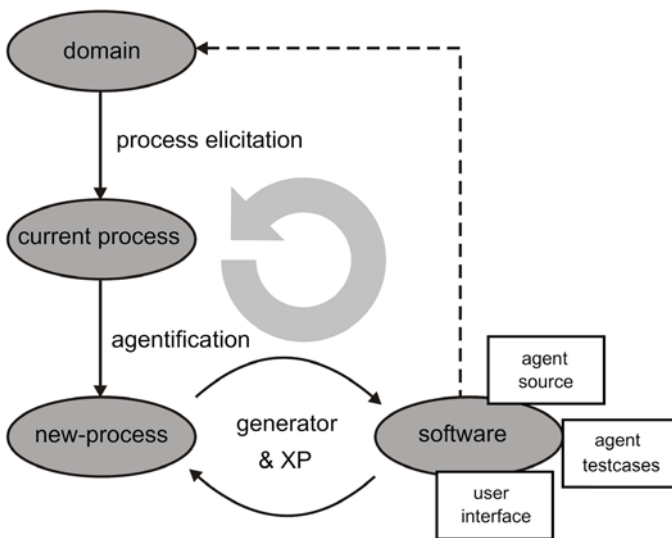 domain
process elicitation
current process
agentification
agent
source
new-process
generator
& XP
software
agent
testcases
user
interface